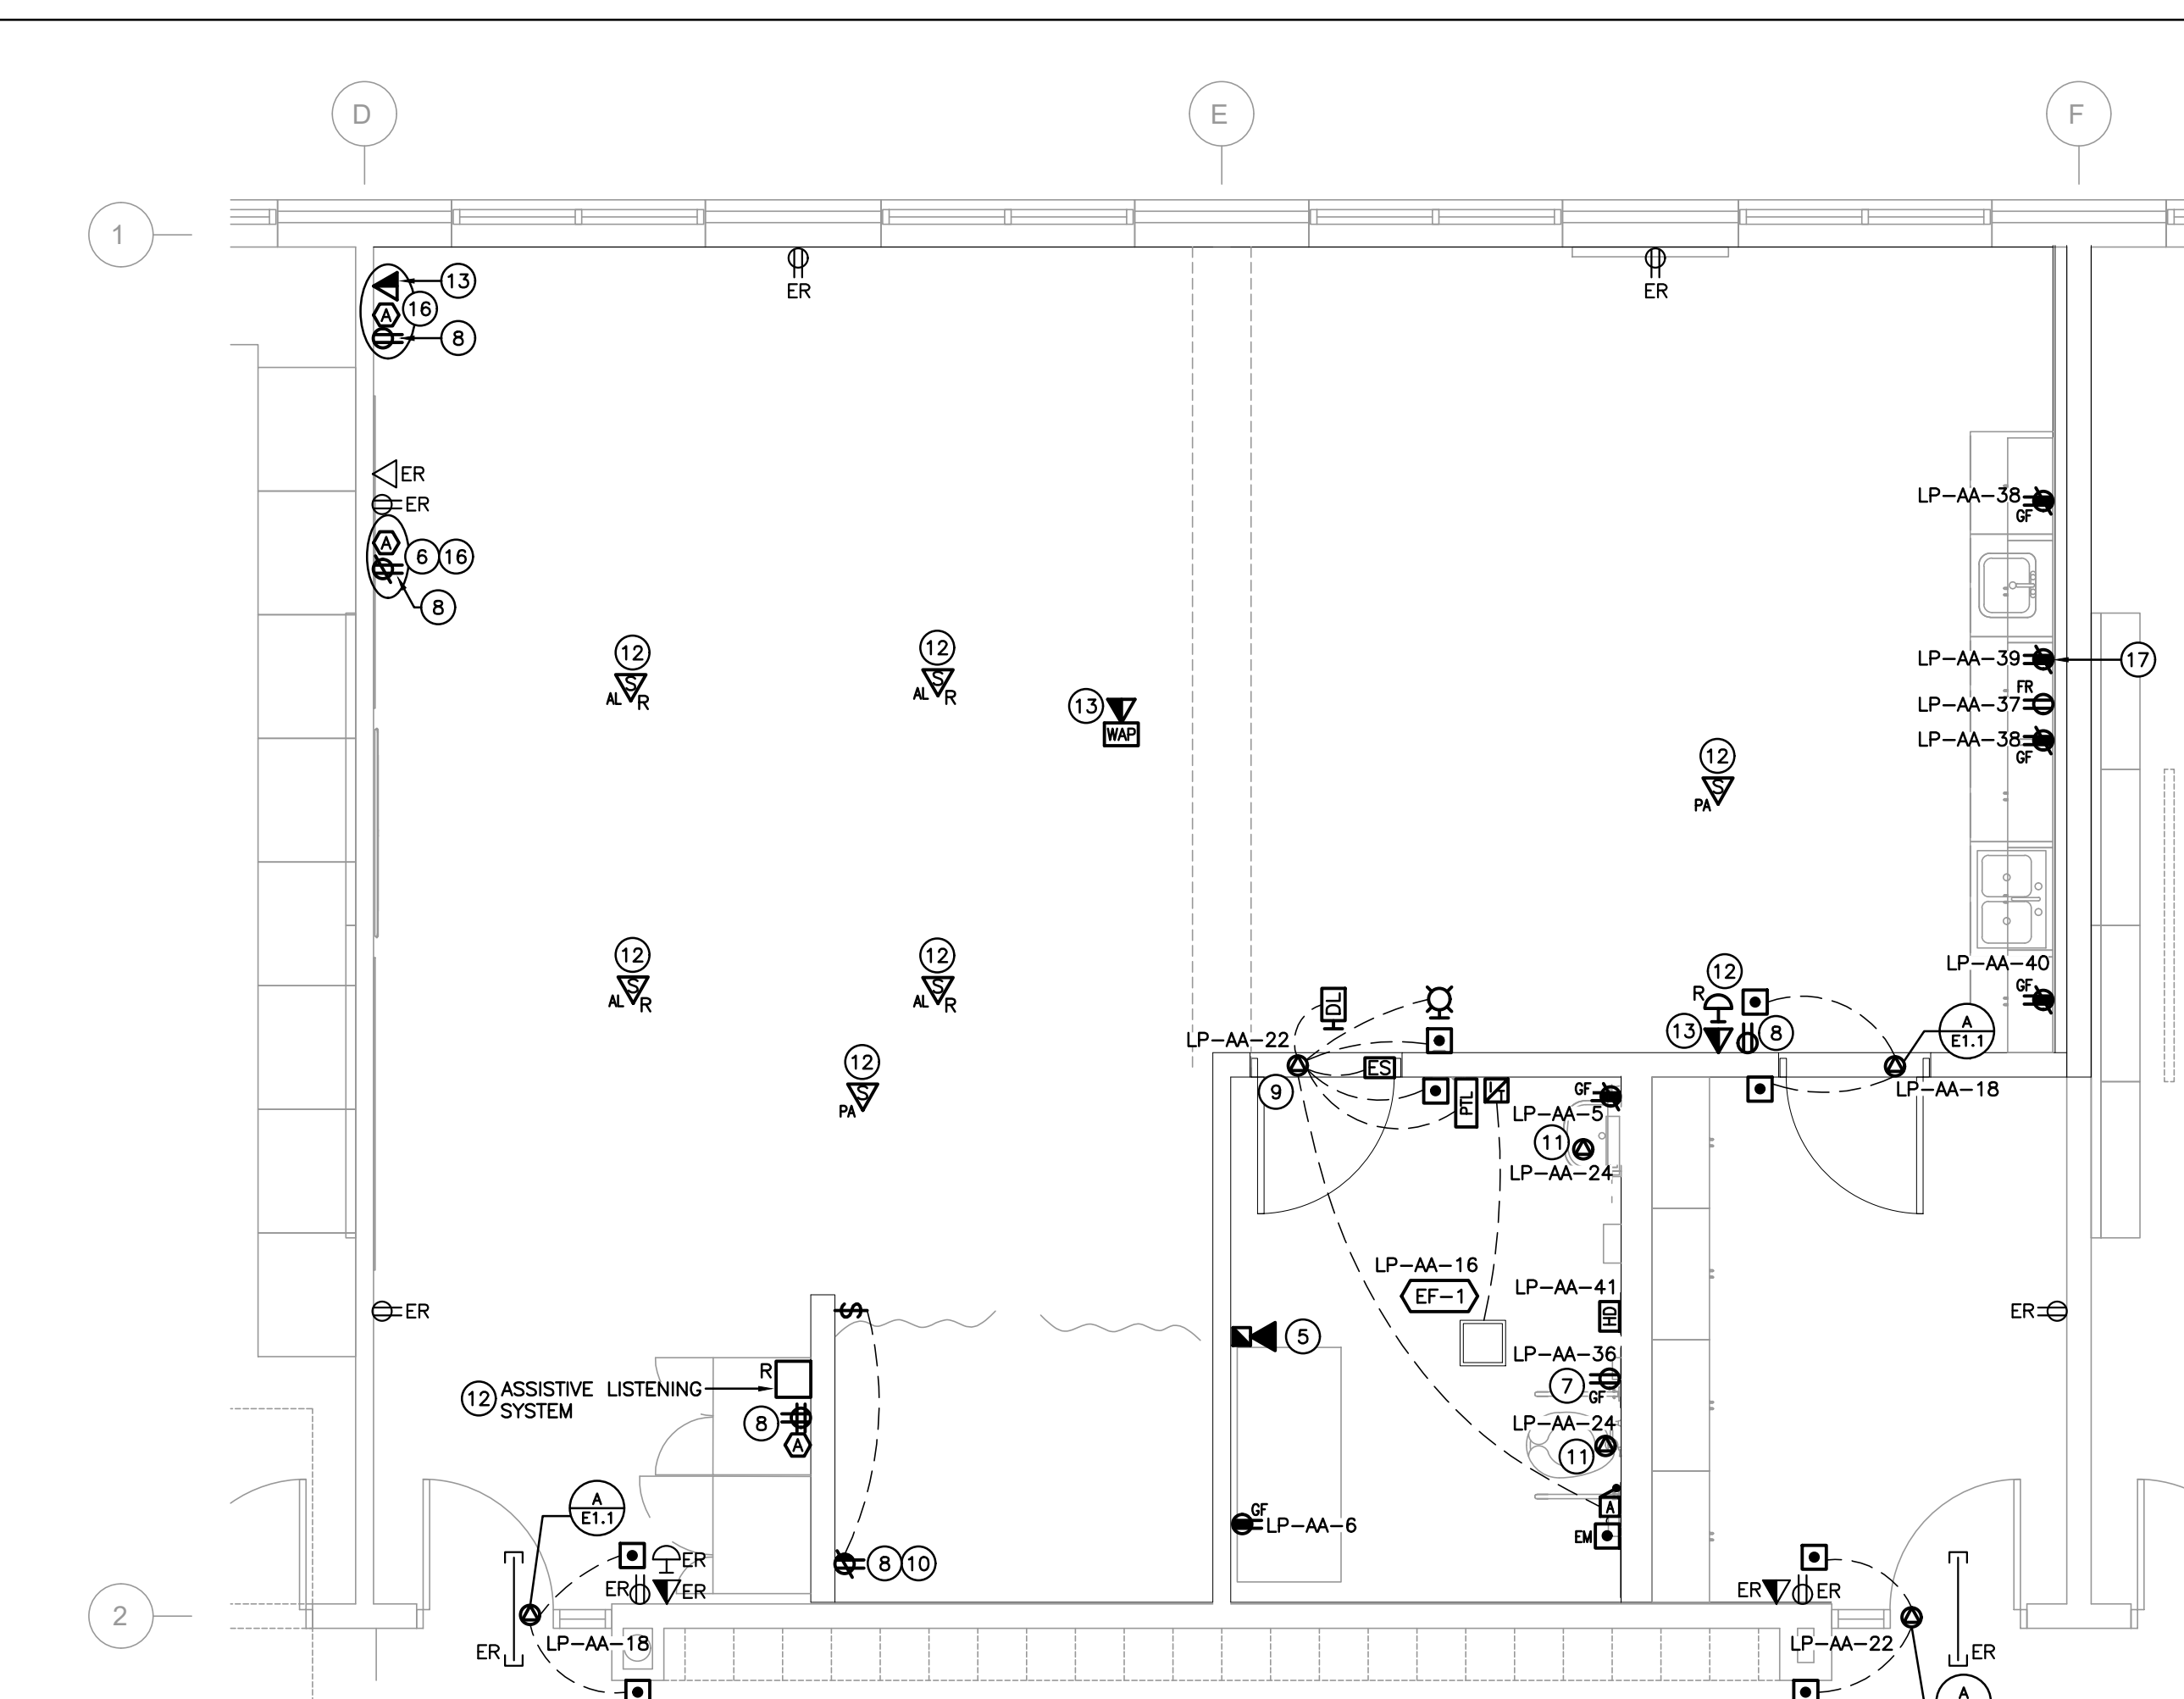 D
E
F
1
13
A
16
8
ER
ER
ER
ER
A
6
16
8
LP-AA-38
GF
12
S
AL
R
12
S
AL
R
13
WAP
LP-AA-39
17
FR
LP-AA-37
LP-AA-38
GF
12
S
PA
12
S
AL
R
12
S
AL
R
LP-AA-40
GF
12
R
13
8
A
E1.1
LP-AA-18
DL
LP-AA-22
ES
9
PTL
GF
LP-AA-5
11
LP-AA-24
12
S
PA
LP-AA-16
EF-1
LP-AA-41
HD
ER
$
ER
5
LP-AA-36
7
GF
R
12
ASSISTIVE LISTENING
SYSTEM
8
A
LP-AA-24
11
A
EM
A
E1.1
GF
LP-AA-6
ER
ER
ER
8
10
ER
ER
2
ER
LP-AA-18
LP-AA-22
ER
A